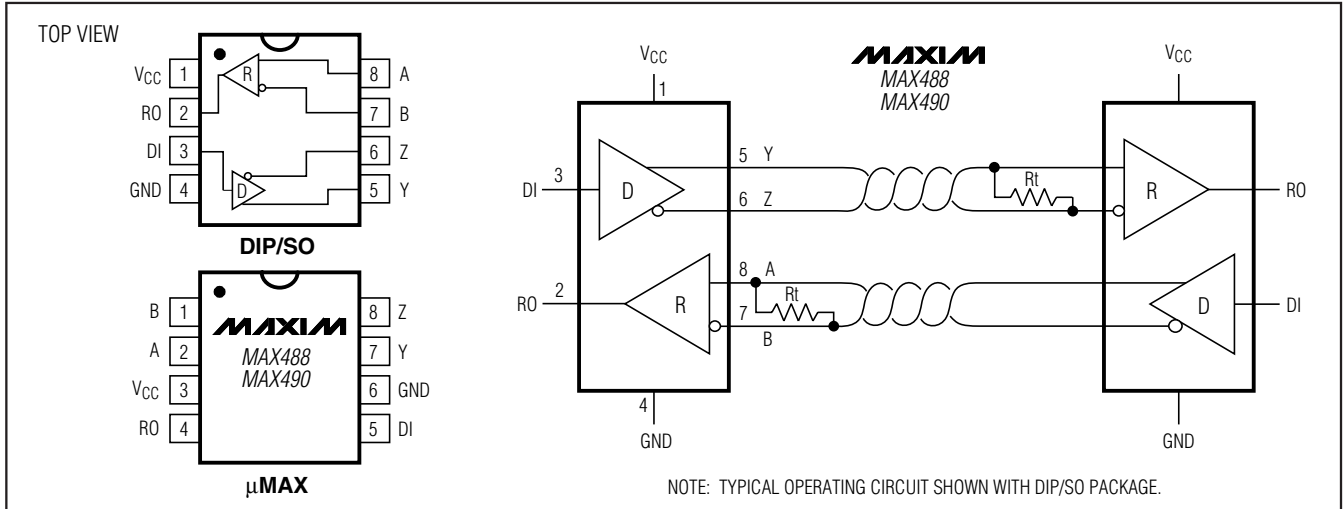 TOP VIEW
VCC 1
RO 2
DI 3
GND 4
8 A
7 B
6 Z
5 Y
R
D
DIP/SO
B 1
A 2
VCC 3
RO 4
8 Z
7 Y
6 GND
5 DI
MAXIM
MAX488
MAX490
µMAX
MAXIM
MAX488
MAX490
VCC
1
DI 3
D
5 Y
6 Z
Rt
R
RO
VCC
RO 2
R
8 A
7
B
Rt
D
DI
4
GND
GND
NOTE: TYPICAL OPERATING CIRCUIT SHOWN WITH DIP/SO PACKAGE.